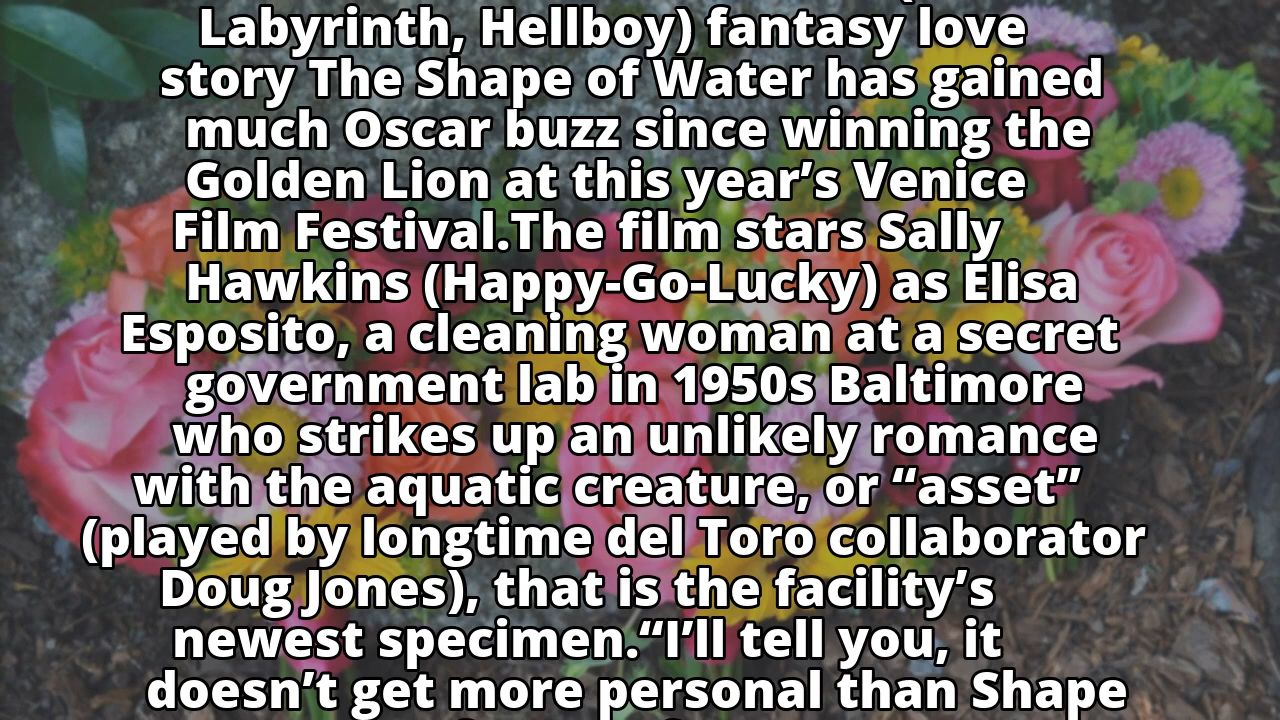 Labyrinth, Hellboy) fantasy love
story The Shape of Water has gained
much Oscar buzz since winning the
Golden Lion at this year’s Venice
Film Festival.The film stars Sally
Hawkins (Happy-Go-Lucky) as Elisa
Esposito, a cleaning woman at a secret
government lab in 1950s Baltimore
who strikes up an unlikely romance
with the aquatic creature, or “asset”
(played by longtime del Toro collaborator
Doug Jones), that is the facility’s
newest specimen.“I’ll tell you, it
doesn’t get more personal than Shape